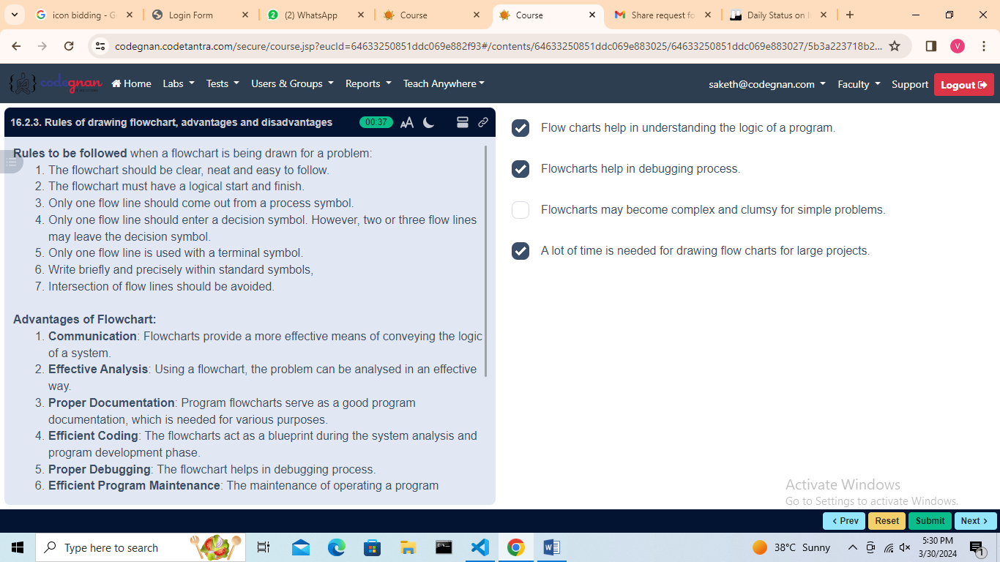 icon bidding - G
Login Form
(2) WhatsApp
Course
Course
Share request fo
Daily Status on
codegnan.codetantra.com/secure/course.jsp?eucId=64633250851ddc069e882f93#/contents/64633250851ddc069e883025/64633250851ddc069e883027/5b3a223718b2...
V
codegnan
Home
Labs
Tests
Users & Groups
Reports
Teach Anywhere
saketh@codegnan.com
Faculty
Support
Logout
16.2.3. Rules of drawing flowchart, advantages and disadvantages
00:37
AA
Rules to be followed when a flowchart is being drawn for a problem:
1. The flowchart should be clear, neat and easy to follow.
2. The flowchart must have a logical start and finish.
3. Only one flow line should come out from a process symbol.
4. Only one flow line should enter a decision symbol. However, two or three flow lines
may leave the decision symbol.
5. Only one flow line is used with a terminal symbol.
6. Write briefly and precisely within standard symbols,
7. Intersection of flow lines should be avoided.
Advantages of Flowchart:
1. Communication: Flowcharts provide a more effective means of conveying the logic
of a system.
2. Effective Analysis: Using a flowchart, the problem can be analysed in an effective
way.
3. Proper Documentation: Program flowcharts serve as a good program
documentation, which is needed for various purposes.
4. Efficient Coding: The flowcharts act as a blueprint during the system analysis and
program development phase.
5. Proper Debugging: The flowchart helps in debugging process.
6. Efficient Program Maintenance: The maintenance of operating a program
Flow charts help in understanding the logic of a program.
Flowcharts help in debugging process.
Flowcharts may become complex and clumsy for simple problems.
A lot of time is needed for drawing flow charts for large projects.
Activate Windows
Go to Settings to activate Windows.
< Prev
Reset
Submit
Next >
Type here to search
38°C Sunny
5:30 PM
3/30/2024
1